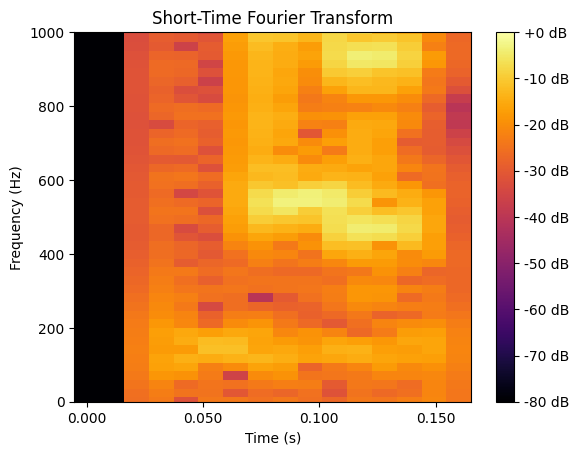 Short-Time Fourier Transform
Frequency (Hz)
1000
800
600
400
200
0
0.000
0.050
0.100
0.150
Time (s)
+0 dB
-10 dB
-20 dB
-30 dB
-40 dB
-50 dB
-60 dB
-70 dB
-80 dB